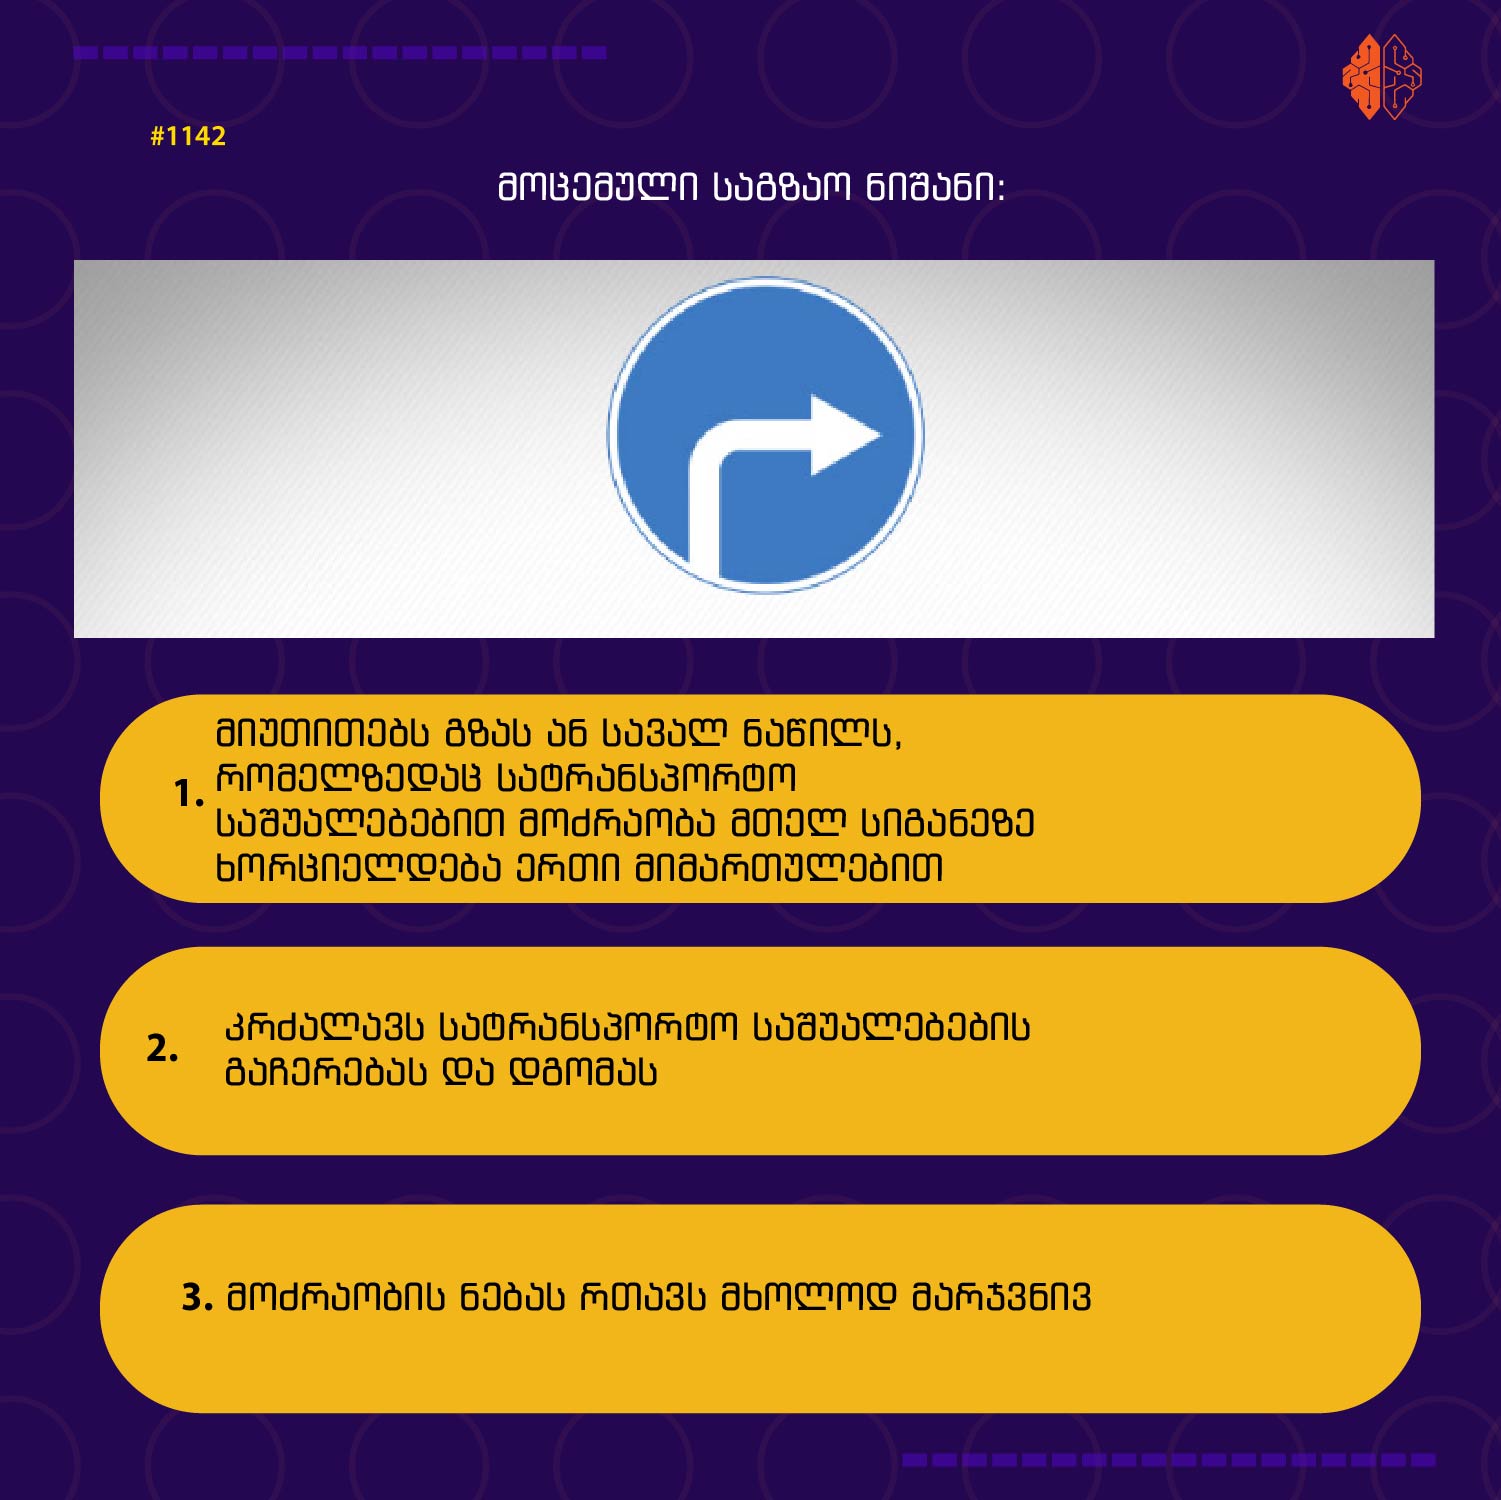 #1142
მოცემული საგზაო ნიშანი:
1. მიუთითებს გზას ან სავალ ნაწილს,
რომელზედაც სატრანსპორტო
საშუალებებით მოძრაობა მთელ სიგანეზე
ხორციელდება ერთი მიმართულებით
2. კრძალავს სატრანსპორტო საშუალებების
გაჩერებას და დგომას
3. მოძრაობის ნებას რთავს მხოლოდ მარჯვნივ